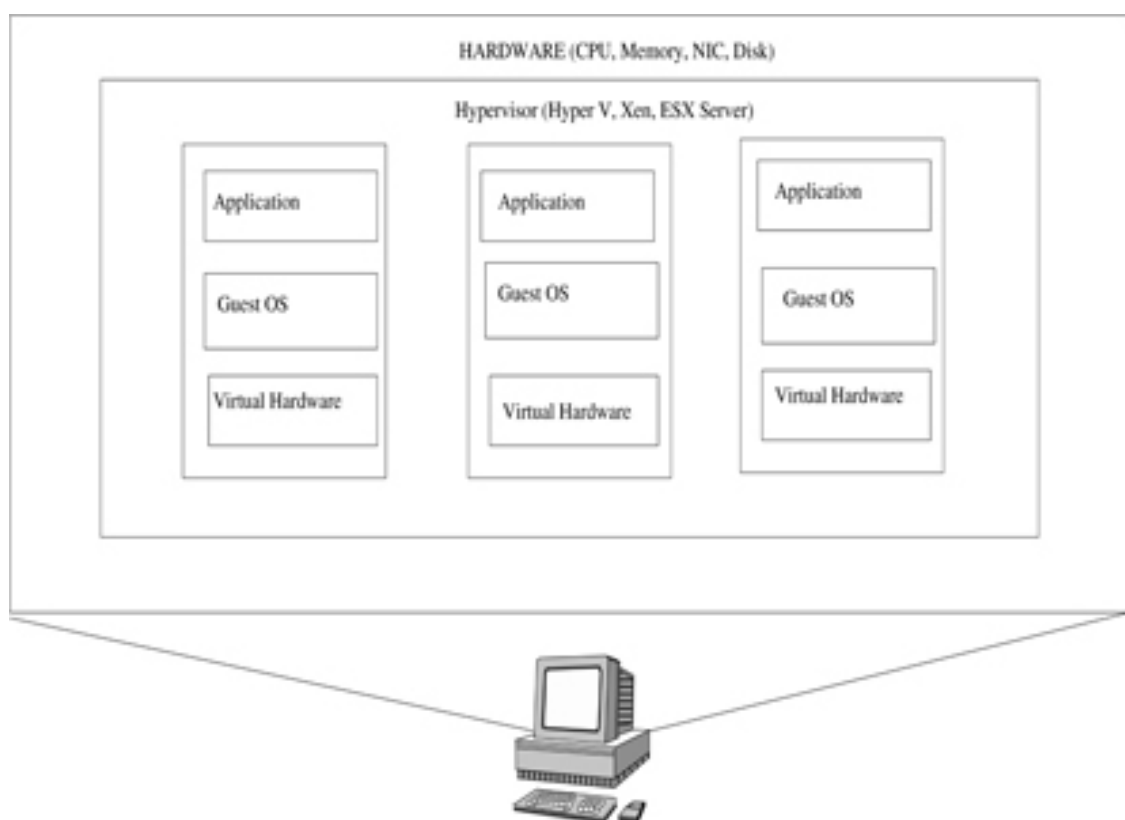 HARDWARE (CPU, Memory, NIC, Disk)
Hypervisor (Hyper V, Xen, ESX Server)
Application
Guest OS
Virtual Hardware
Application
Guest OS
Virtual Hardware
Application
Guest OS
Virtual Hardware